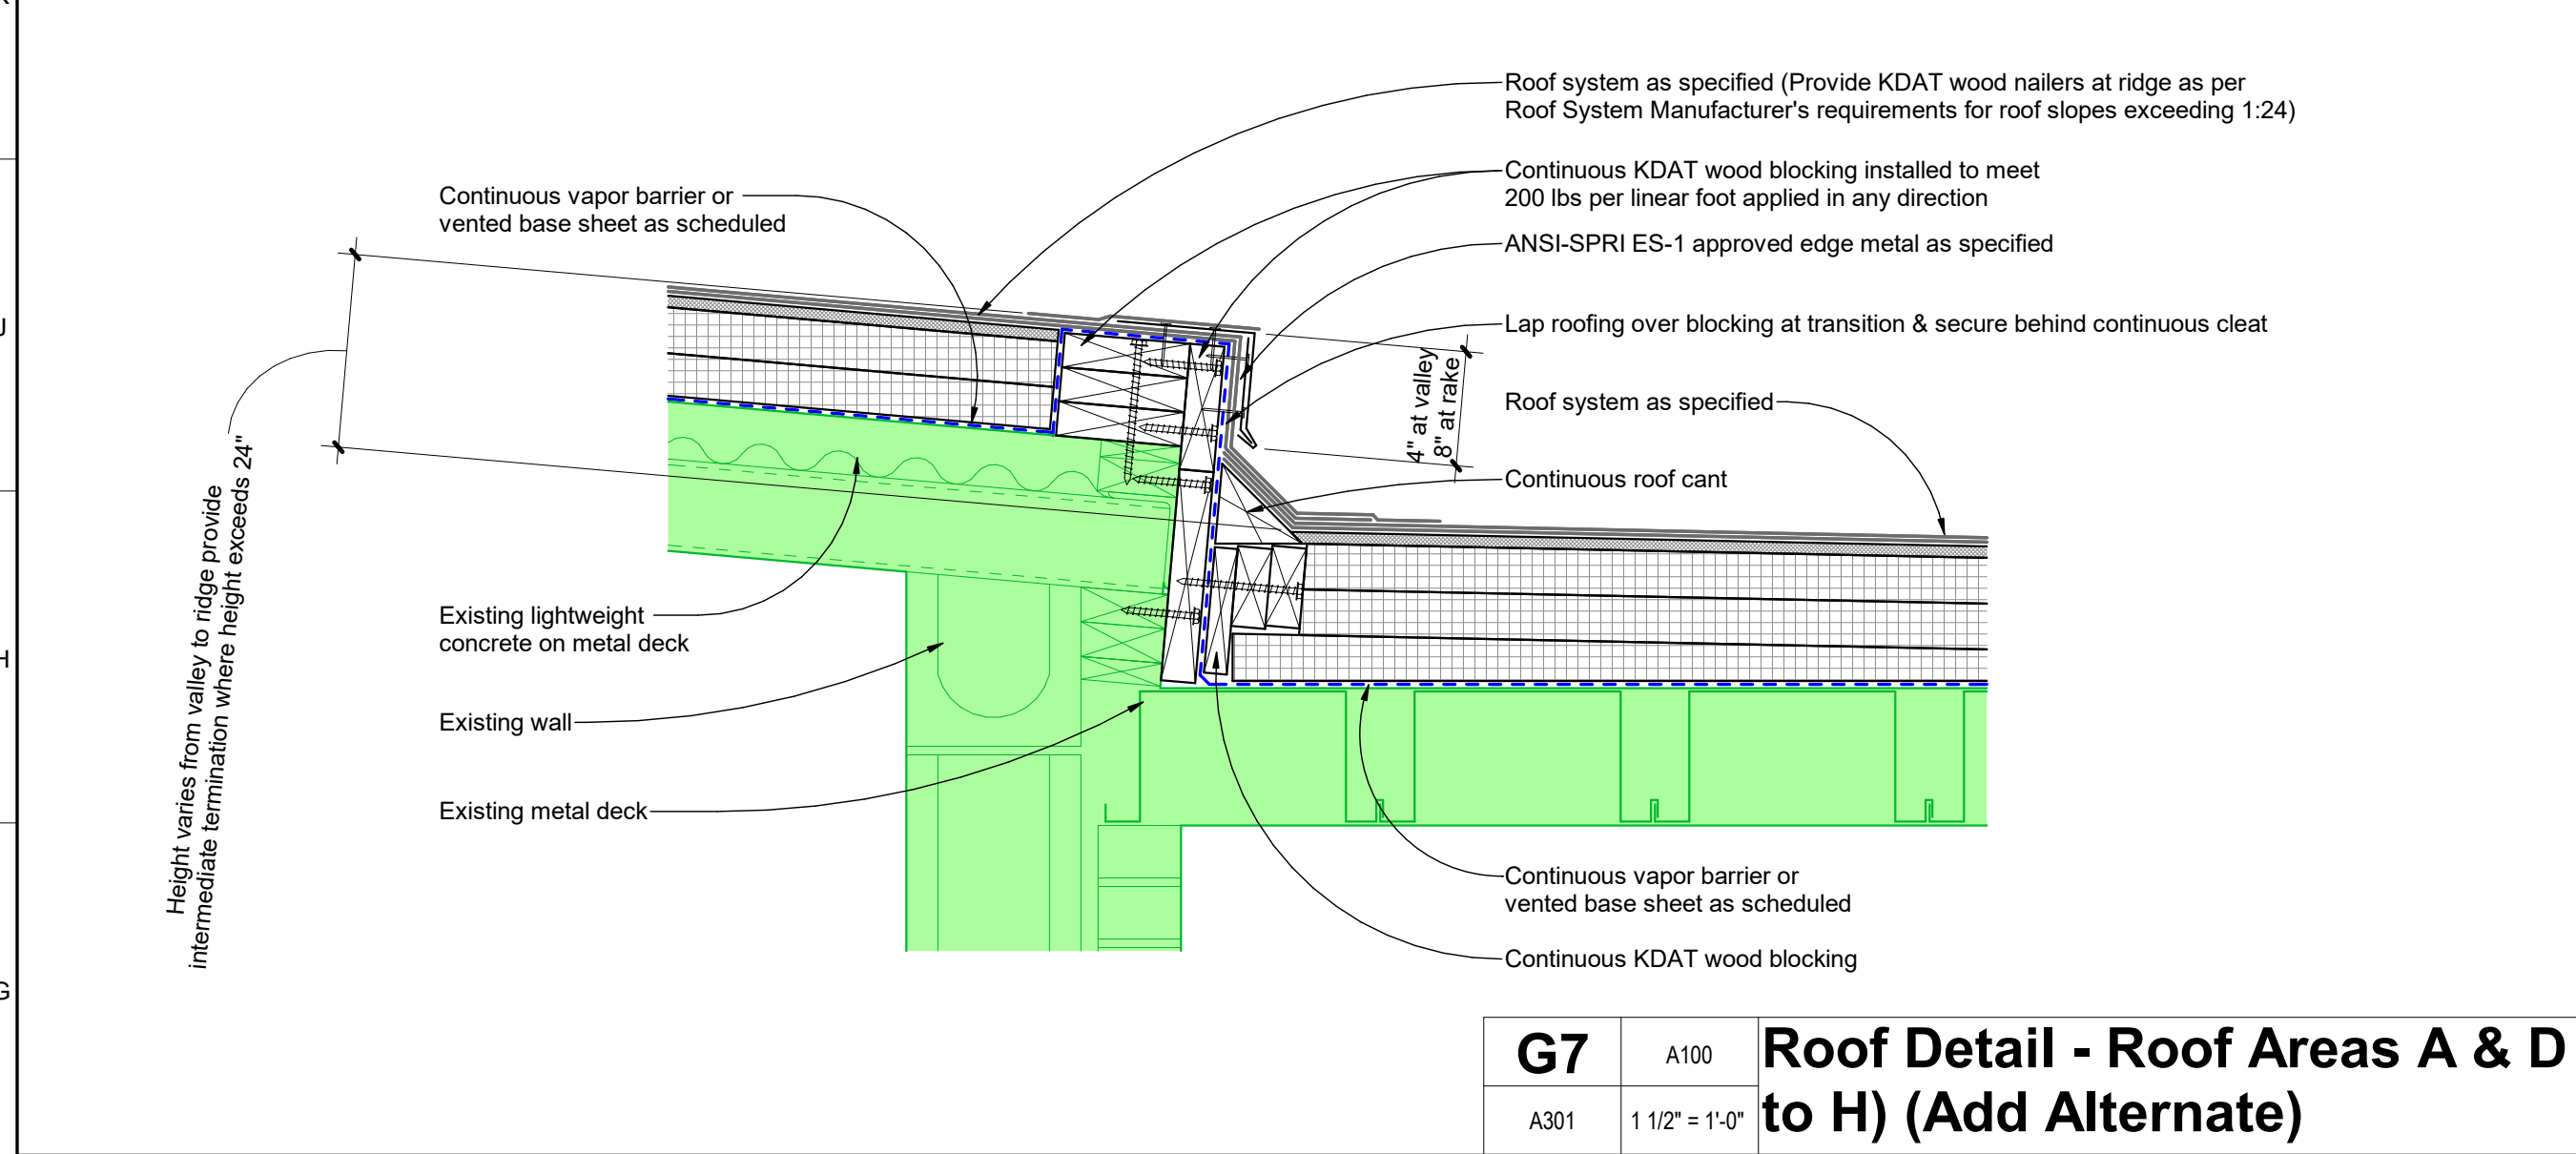 Roof system as specified (Provide KDAT wood nailers at ridge as per
Roof System Manufacturer's requirements for roof slopes exceeding 1:24)
Continuous KDAT wood blocking installed to meet
200 lbs per linear foot applied in any direction
Continuous vapor barrier or
vented base sheet as scheduled
ANSI-SPRI ES-1 approved edge metal as specified
Lap roofing over blocking at transition & secure behind continuous cleat
J
4" at valley
8" at rake
Roof system as specified
Continuous roof cant
Height varies from valley to ridge provide
intermediate termination where height exceeds 24"
Existing lightweight
concrete on metal deck
H
Existing wall
Existing metal deck
Continuous vapor barrier or
vented base sheet as scheduled
Continuous KDAT wood blocking
G
G7
A100
A301
1 1/2" = 1'-0"
Roof Detail - Roof Areas A & D
to H) (Add Alternate)